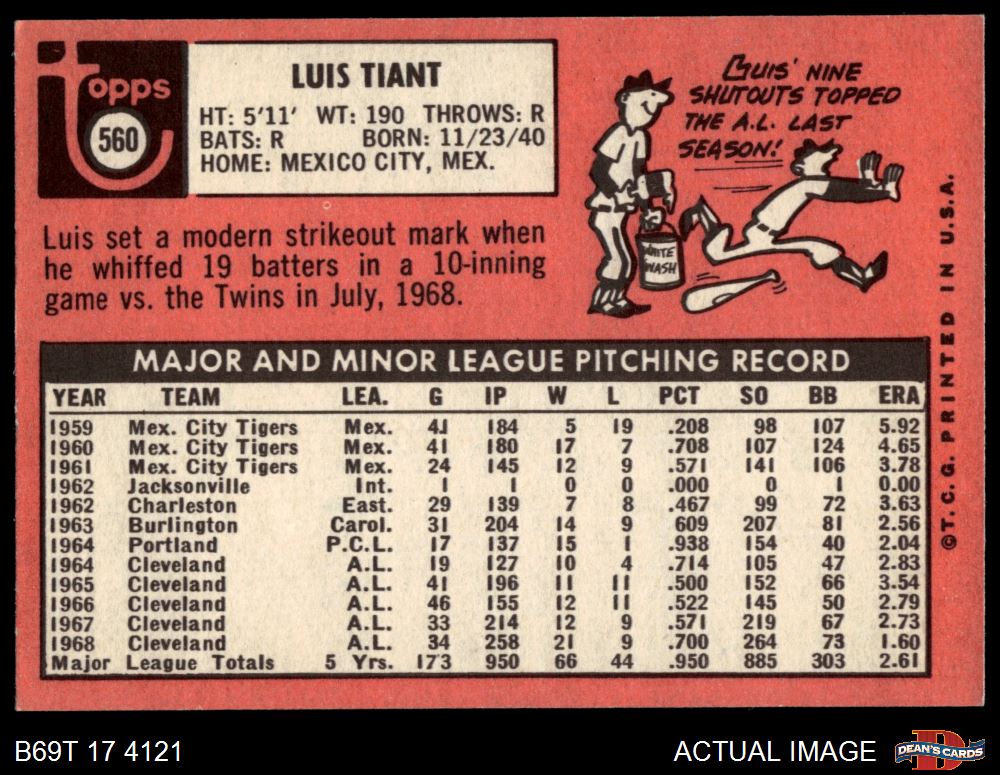 Topps
560
LUIS TIANT
HT: 5'11' WT: 190 THROWS: R
BATS: R BORN: 11/23/40
HOME: MEXICO CITY, MEX.
LUIS' NINE
SHUTOUTS TOPPED
THE A.L. LAST
SEASON!
WHITE
WASH
Luis set a modern strikeout mark when
he whiffed 19 batters in a 10-inning
game vs. the Twins in July, 1968.
MAJOR AND MINOR LEAGUE PITCHING RECORD
YEAR TEAM LEA. G IP W L PCT SO BB ERA
1959 Mex. City Tigers Mex. 41 184 5 19 .208 98 107 5.92
1960 Mex. City Tigers Mex. 41 180 17 7 .708 107 124 4.65
1961 Mex. City Tigers Mex. 24 145 12 9 .571 141 106 3.78
1962 Jacksonville Int. 1 1 0 0 .000 0 1 0.00
1962 Charleston East. 29 139 7 8 .467 99 72 3.63
1963 Burlington Carol. 31 204 14 9 609 207 81 2.56
1964 Portland P.C.L. 17 137 15 1 .938 154 40 2.04
1964 Cleveland A.L. 19 127 10 4 .714 105 47 2.83
1965 Cleveland A.L. 41 196 11 11 .500 152 66 3.54
1966 Cleveland A.L. 46 155 12 11 .522 145 50 2.79
1967 Cleveland A.L. 33 214 12 9 .571 219 67 2.73
1968 Cleveland A.L. 34 258 21 9 .700 264 73 1.60
Major League Totals 5 Yrs. 173 950 66 44 .950 885 303 2.61
©T. C. G. PRINTED IN U.S.A.
B69T 17 4121
ACTUAL IMAGE
DEAN'S CARDS